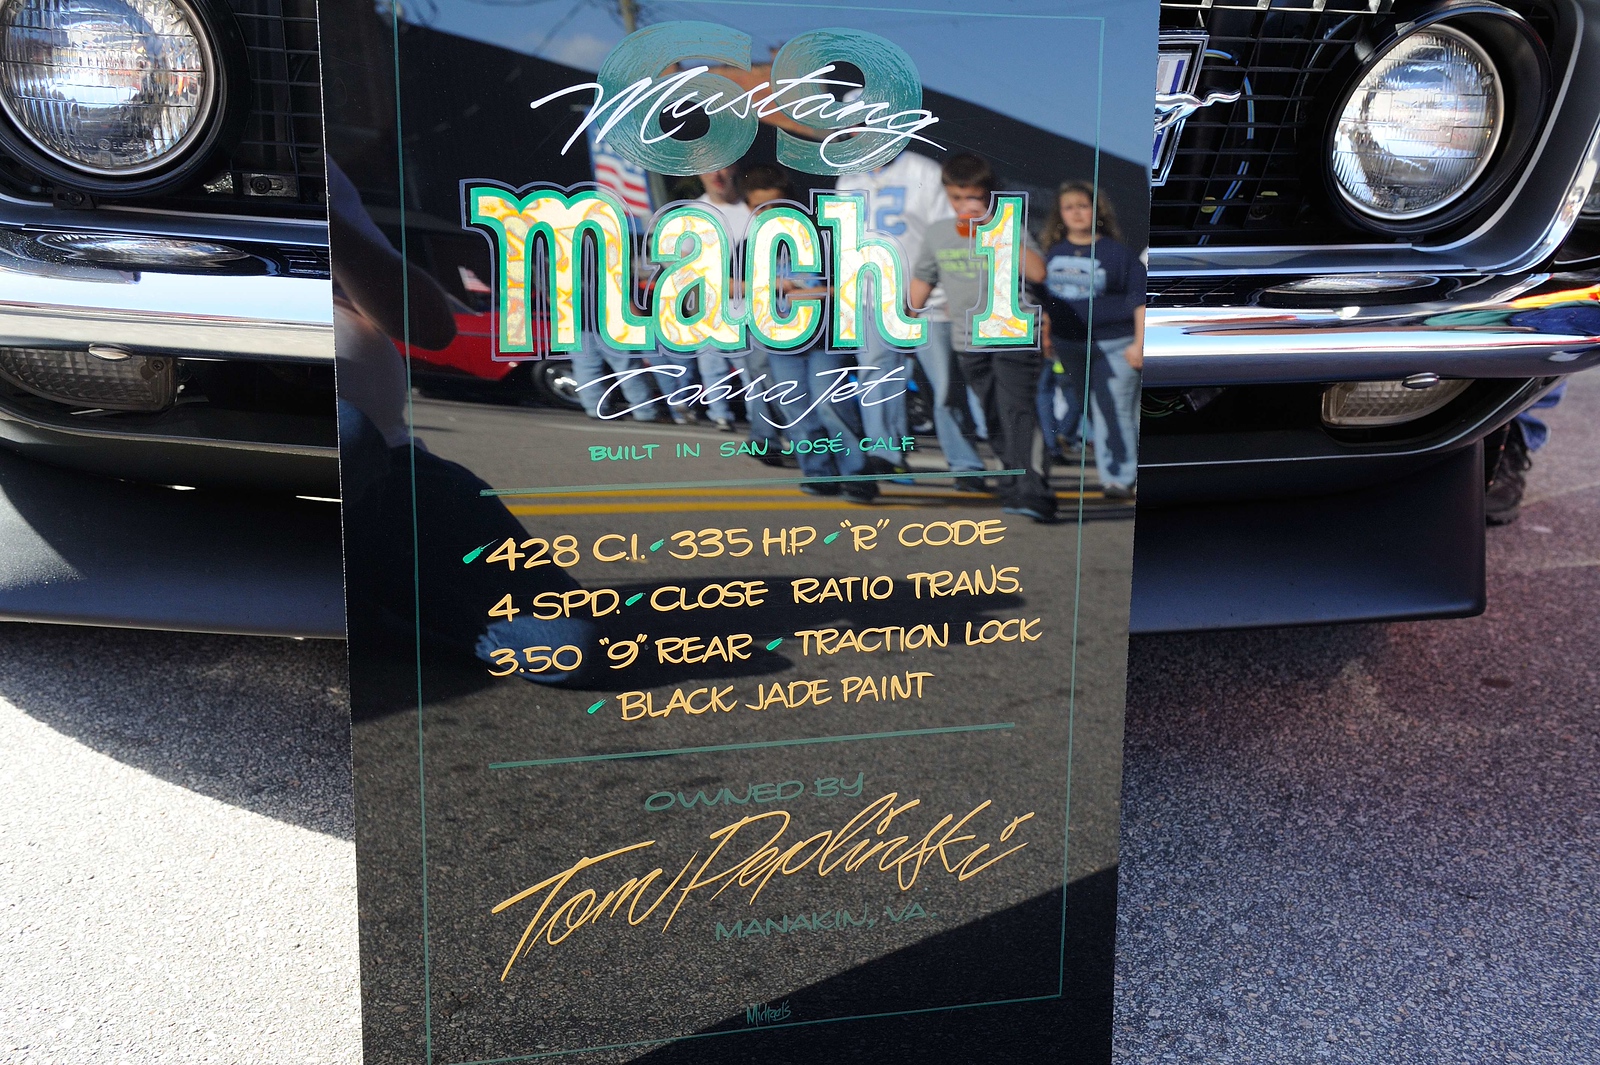 69
Mustang
Mach 1
Cobra Jet
BUILT IN SAN JOSÉ, CALF.
428 C.I. 335 H.P. "R" CODE
4 SPD. CLOSE RATIO TRANS.
3.50 "9" REAR TRACTION LOCK
BLACK JADE PAINT
OWNED BY
Tom Peplinski
MANAKIN, VA.
Michael's